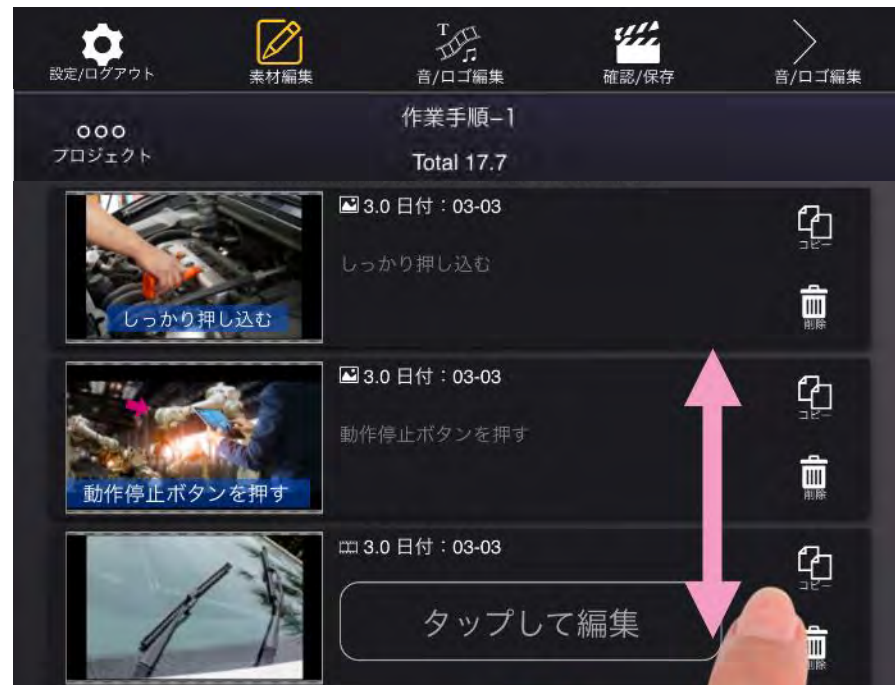 設定/ログアウト
素材編集
T
音/ロゴ編集
確認/保存
音/ロゴ編集
プロジェクト
作業手順−1
Total 17.7
3.0 日付：03-03
しっかり押し込む
しっかり押し込む
コピー
削除
3.0 日付：03-03
動作停止ボタンを押す
動作停止ボタンを押す
コピー
削除
3.0 日付：03-03
タップして編集
コピー
削除